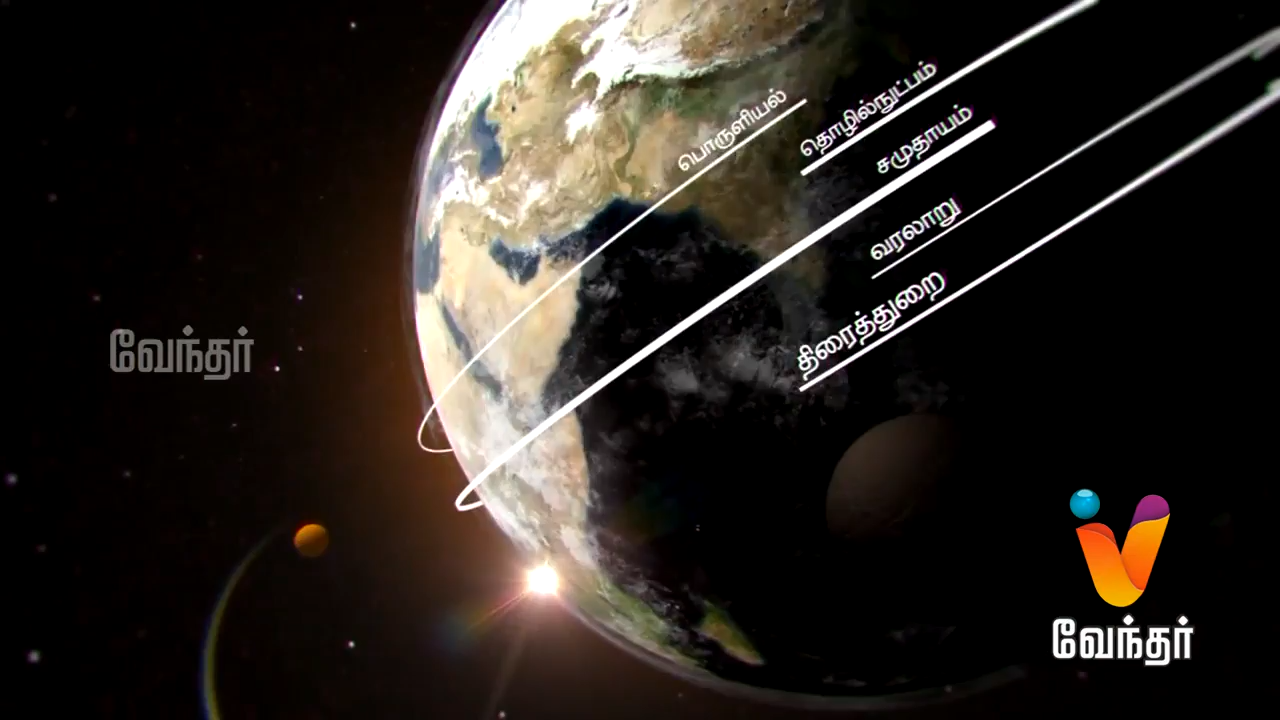 பொருளியல்
தொழில்நுட்பம்
சமுதாயம்
வரலாறு
திரைத்துறை
வேந்தர்
வேந்தர்